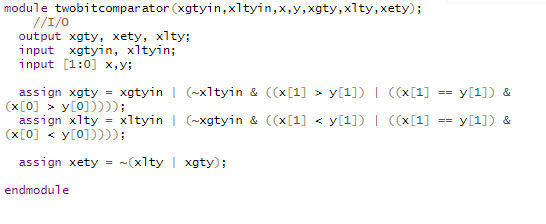 module twobitcomparator(xgtyin,xltyin,x,y,xgty,xlty,xety);
//I/O
output xgty, xety, xlty;
input  xgtyin, xltyin;
input [1:0] x,y;
assign xgty = xgtyin | (~xltyin & ((x[1] > y[1]) | ((x[1] == y[1]) &
(x[0] > y[0]))));
assign xlty = xltyin | (~xgtyin & ((x[1] < y[1]) | ((x[1] == y[1]) &
(x[0] < y[0]))));
assign xety = ~(xlty | xgty);
endmodule